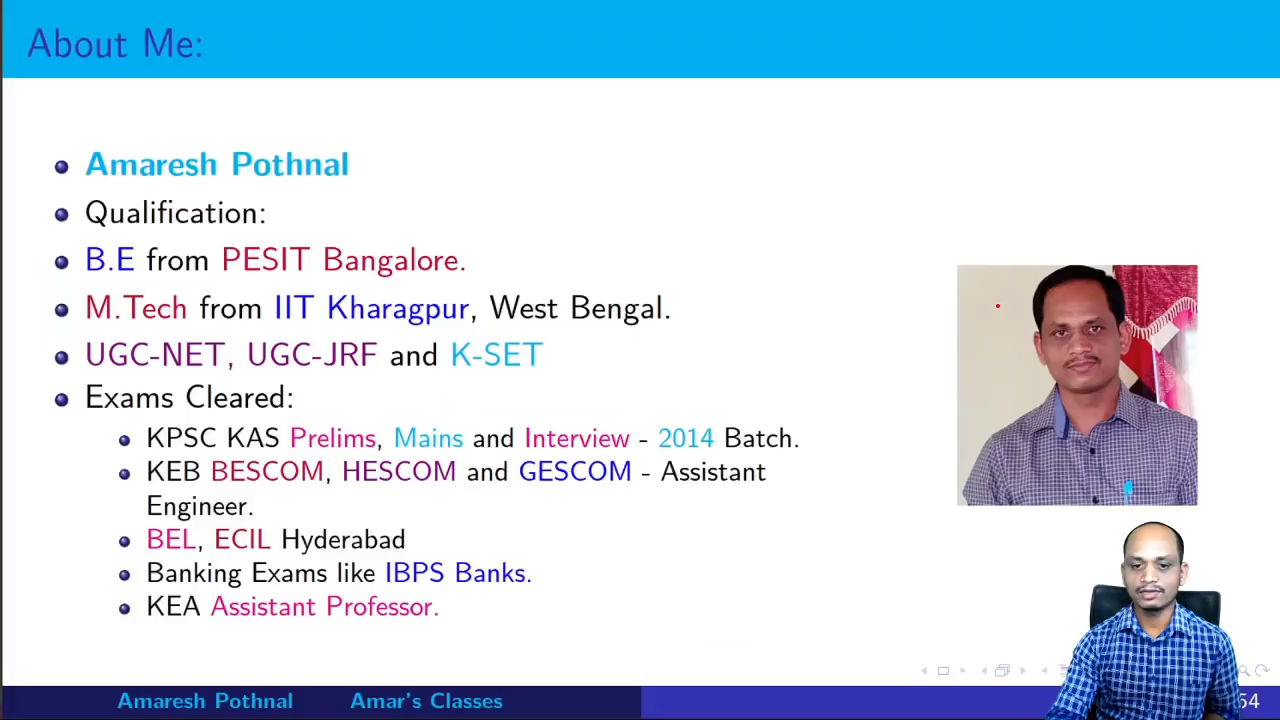 About Me:
Amaresh Pothnal
Qualification:
B.E from PESIT Bangalore.
M.Tech from IIT Kharagpur, West Bengal.
UGC-NET, UGC-JRF and K-SET
Exams Cleared:
KPSC KAS Prelims, Mains and Interview - 2014 Batch.
KEB BESCOM, HESCOM and GESCOM - Assistant
Engineer.
BEL, ECIL Hyderabad
Banking Exams like IBPS Banks.
KEA Assistant Professor.
Amaresh Pothnal Amar's Classes 54